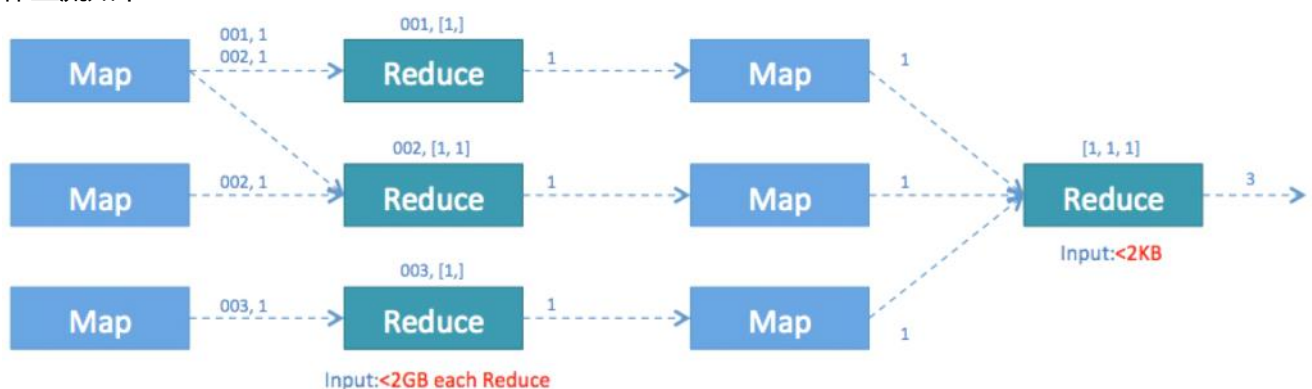 001, 1
002, 1
001, [1,]
Map
Reduce
1
Map
1
002, [1, 1]
[1, 1, 1]
Map
002, 1
Reduce
1
Map
1
Reduce
3
Input:<2KB
003, [1,]
Map
003, 1
Reduce
1
Map
1
Input:<2GB each Reduce